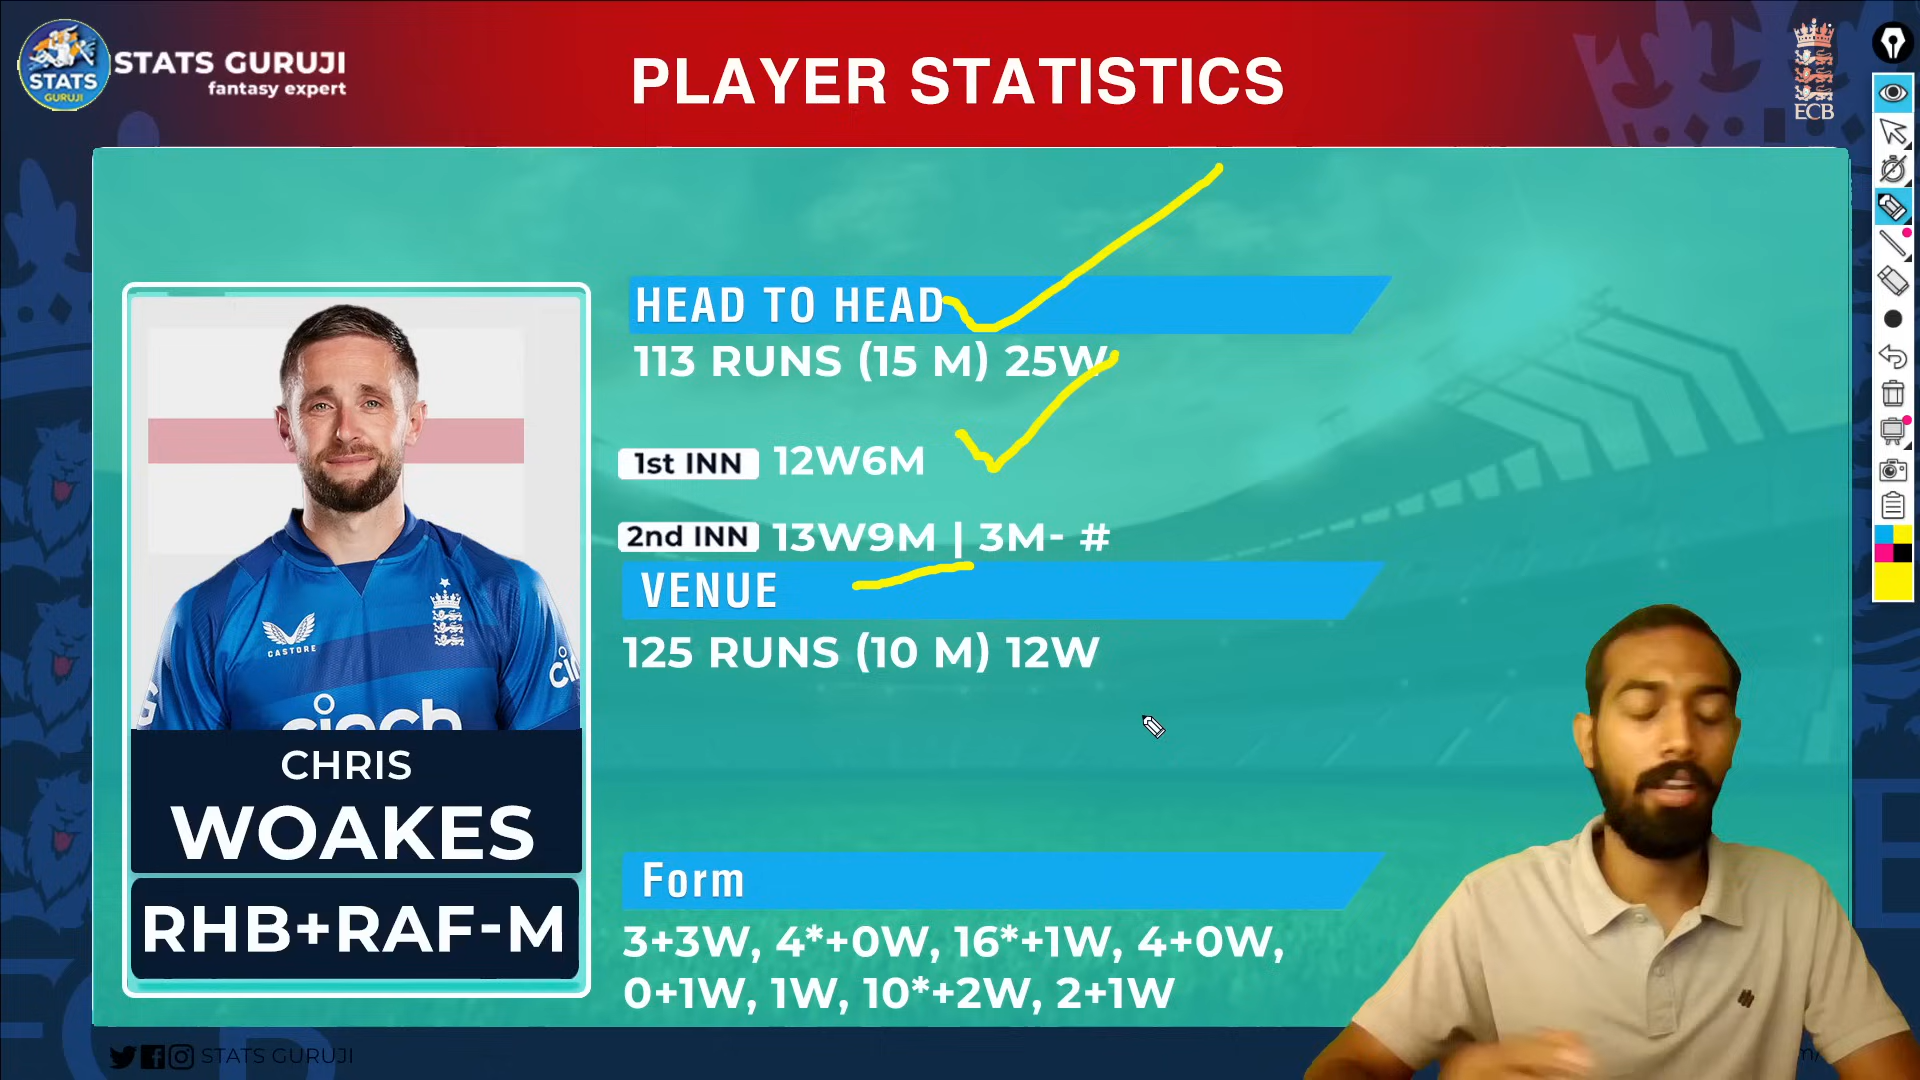 STATS GURUJI
fantasy expert
STATS
GURUJI
PLAYER STATISTICS
ECB
HEAD TO HEAD
113 RUNS (15 M) 25W
1st INN 12W6M
2nd INN 13W9M | 3M- #
VENUE
125 RUNS (10 M) 12W
CASTORE
cinch
CHRIS
WOAKES
RHB+RAF-M
Form
3+3W, 4*+0W, 16*+1W, 4+0W,
0+1W, 1W, 10*+2W, 2+1W
STATS GURUJI